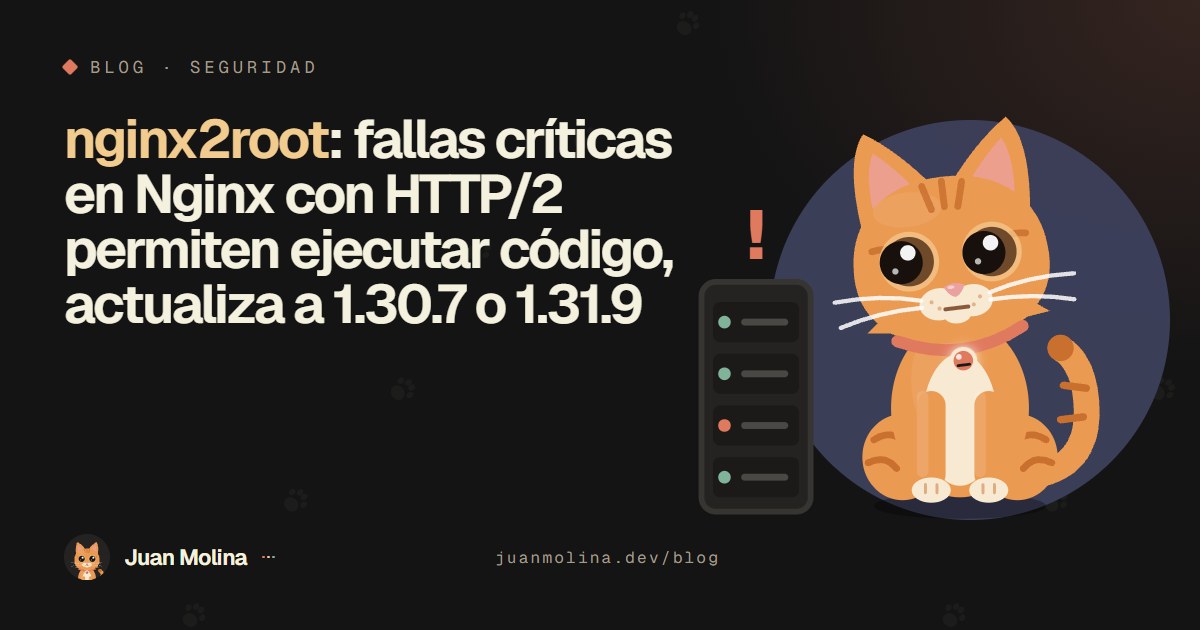 BLOG · SEGURIDAD
nginx2root: fallas críticas
en Nginx con HTTP/2
permiten ejecutar código,
actualiza a 1.30.7 o 1.31.9
!
Juan Molina ···
juanmolina.dev/blog